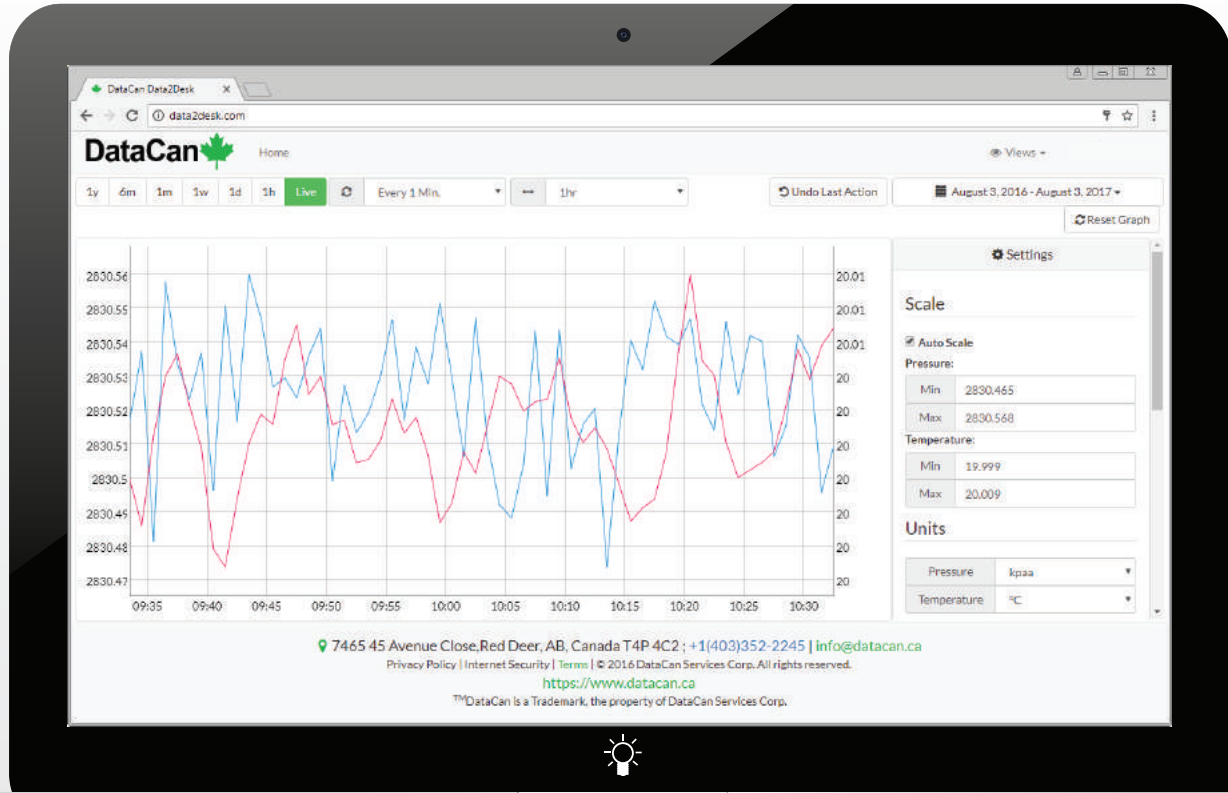 DataCan Data2Desk
data2desk.com
DataCan
Home
Views
1y 6m 1m 1w 1d 1h Live Every 1 Min. 1hr Undo Last Action August 3, 2016 - August 3, 2017
Reset Graph
Settings
2830.56
2830.55
2830.54
2830.53
2830.52
2830.51
2830.5
2830.49
2830.48
2830.47
20.01
20.01
20.01
20
20
20
20
20
20
20
09:35 09:40 09:45 09:50 09:55 10:00 10:05 10:10 10:15 10:20 10:25 10:30
Scale
Auto Scale
Pressure:
Min 2830.465
Max 2830.568
Temperature:
Min 19.999
Max 20.009
Units
Pressure kpaa
Temperature °C
7465 45 Avenue Close,Red Deer, AB, Canada T4P 4C2 ; +1(403)352-2245 | info@datacan.ca
Privacy Policy | Internet Security | Terms | © 2016 DataCan Services Corp. All rights reserved.
https://www.datacan.ca
TMDataCan is a Trademark, the property of DataCan Services Corp.